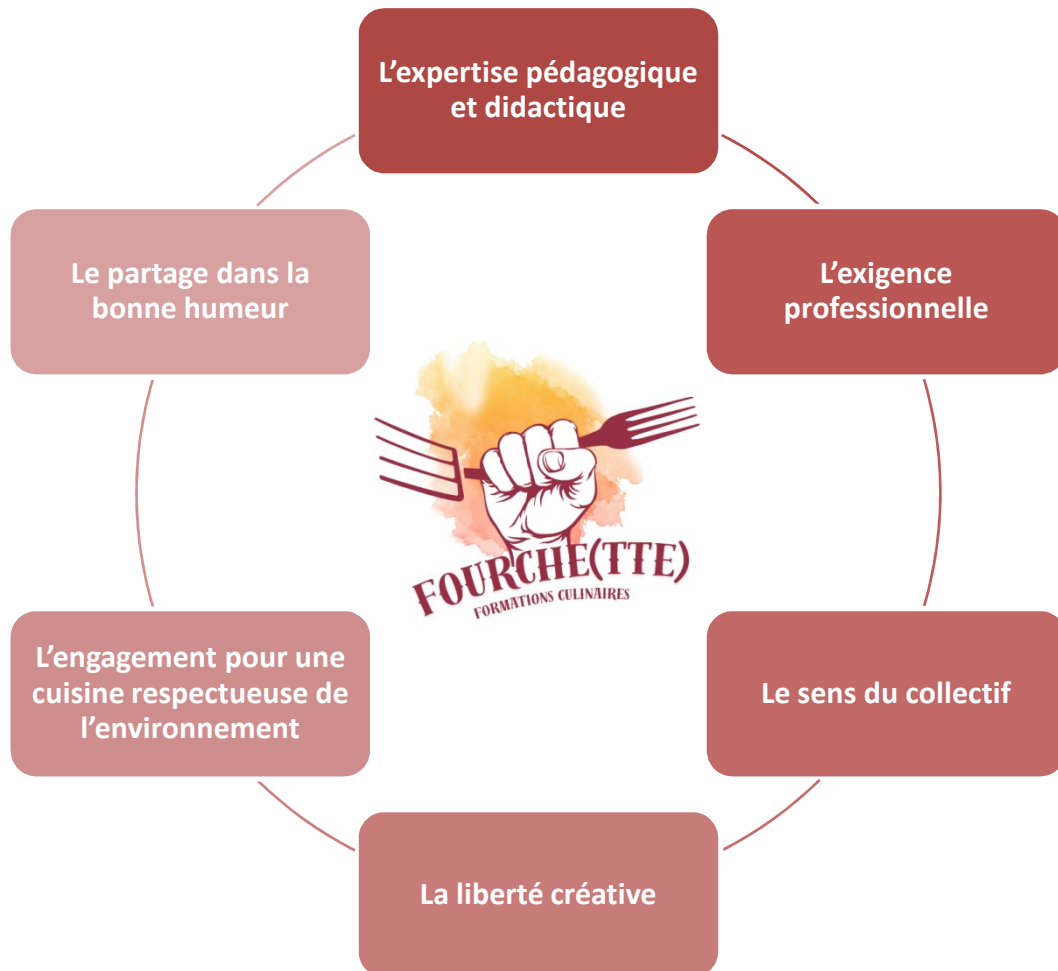 L’expertise pédagogique
et didactique
L’exigence
professionnelle
Le sens du collectif
La liberté créative
L’engagement pour une
cuisine respectueuse de
l’environnement
Le partage dans la
bonne humeur
FOURCHE(TTE)
FORMATIONS CULINAIRES